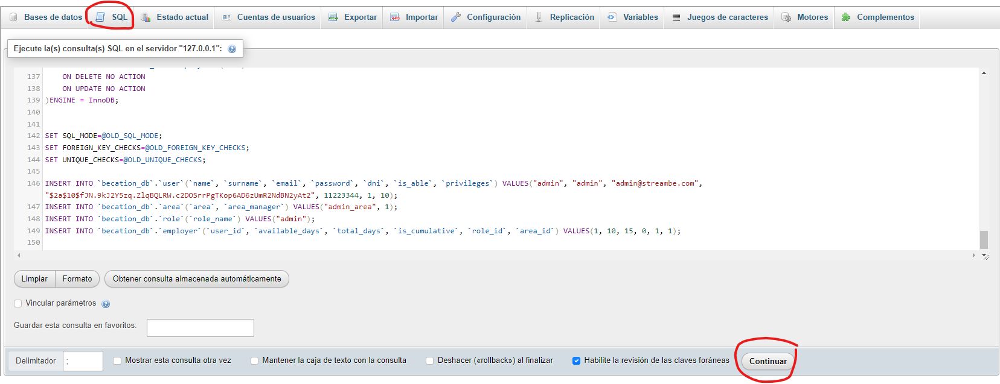 Bases de datos SQL Estado actual Cuentas de usuarios Exportar Importar Configuración Replicación Variables Juegos de caracteres Motores Complementos
Ejecute la(s) consulta(s) SQL en el servidor "127.0.0.1":
137 ON DELETE NO ACTION
138 ON UPDATE NO ACTION
139 )ENGINE = InnoDB;
140
141
142 SET SQL_MODE=@OLD_SQL_MODE;
143 SET FOREIGN_KEY_CHECKS=@OLD_FOREIGN_KEY_CHECKS;
144 SET UNIQUE_CHECKS=@OLD_UNIQUE_CHECKS;
145
146 INSERT INTO `becation_db`.`user`(`name`, `surname`, `email`, `password`, `dni`, `is_able`, `privileges`) VALUES("admin", "admin", "admin@streambe.com",
"$2a$10$fJN.9kJ2Y5zq.ZlqBQLRW.c2DOSrrPgTKop6AD6zUmR2NdBN2yAt2", 11223344, 1, 10);
147 INSERT INTO `becation_db`.`area`(`area`, `area_manager`) VALUES("admin_area", 1);
148 INSERT INTO `becation_db`.`role`(`role_name`) VALUES("admin");
149 INSERT INTO `becation_db`.`employer`(`user_id`, `available_days`, `total_days`, `is_cumulative`, `role_id`, `area_id`) VALUES(1, 10, 15, 0, 1, 1);
150
Limpiar Formato Obtener consulta almacenada automáticamente
Vincular parámetros
Guardar esta consulta en favoritos:
Delimitador ; Mostrar esta consulta otra vez Mantener la caja de texto con la consulta Deshacer («rollback») al finalizar Habilite la revisión de las claves foráneas Continuar